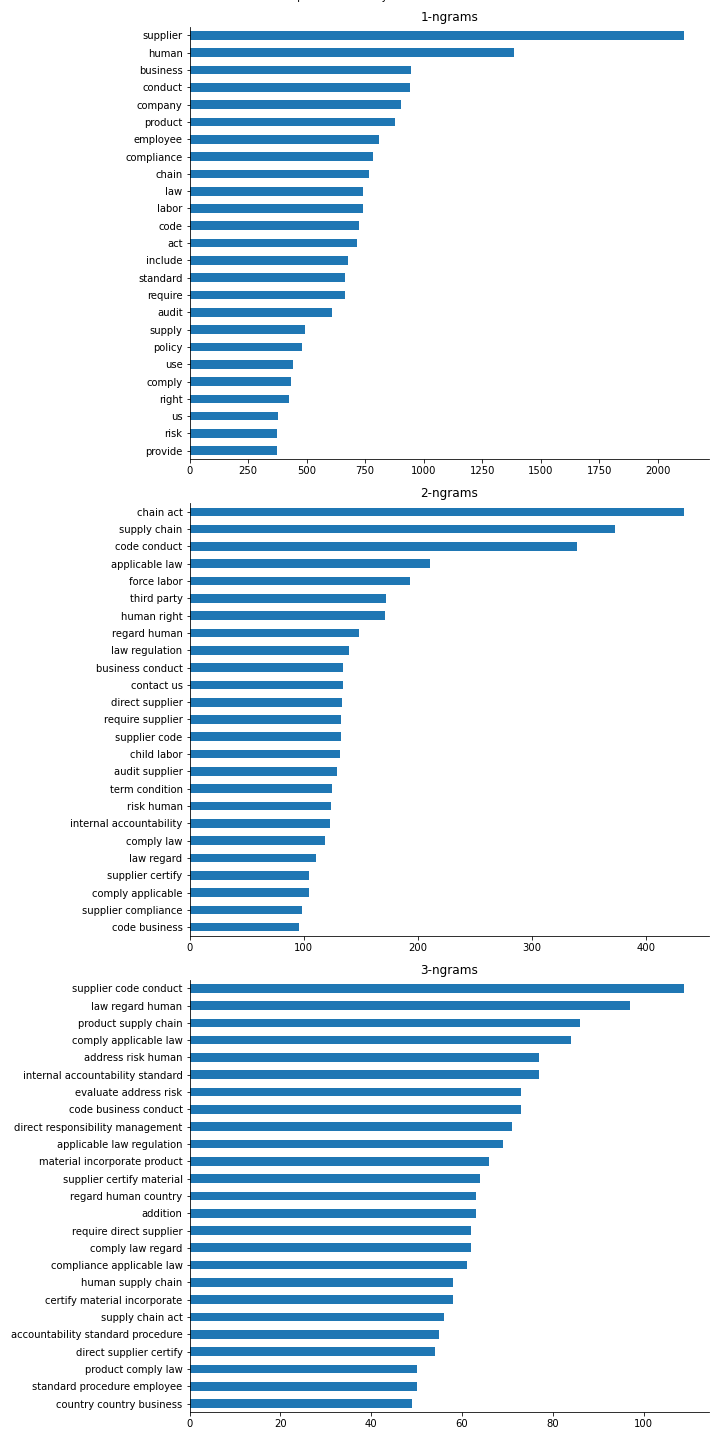 1-ngrams
supplier
human
business
conduct
company
product
employee
compliance
chain
law
labor
code
act
include
standard
require
audit
supply
policy
use
comply
right
us
risk
provide
0 250 500 750 1000 1250 1500 1750 2000
2-ngrams
chain act
supply chain
code conduct
applicable law
force labor
third party
human right
regard human
law regulation
business conduct
contact us
direct supplier
require supplier
supplier code
child labor
audit supplier
term condition
risk human
internal accountability
comply law
law regard
supplier certify
comply applicable
supplier compliance
code business
0 100 200 300 400
3-ngrams
supplier code conduct
law regard human
product supply chain
comply applicable law
address risk human
internal accountability standard
evaluate address risk
code business conduct
direct responsibility management
applicable law regulation
material incorporate product
supplier certify material
regard human country
addition
require direct supplier
comply law regard
compliance applicable law
human supply chain
certify material incorporate
supply chain act
accountability standard procedure
direct supplier certify
product comply law
standard procedure employee
country country business
0 20 40 60 80 100